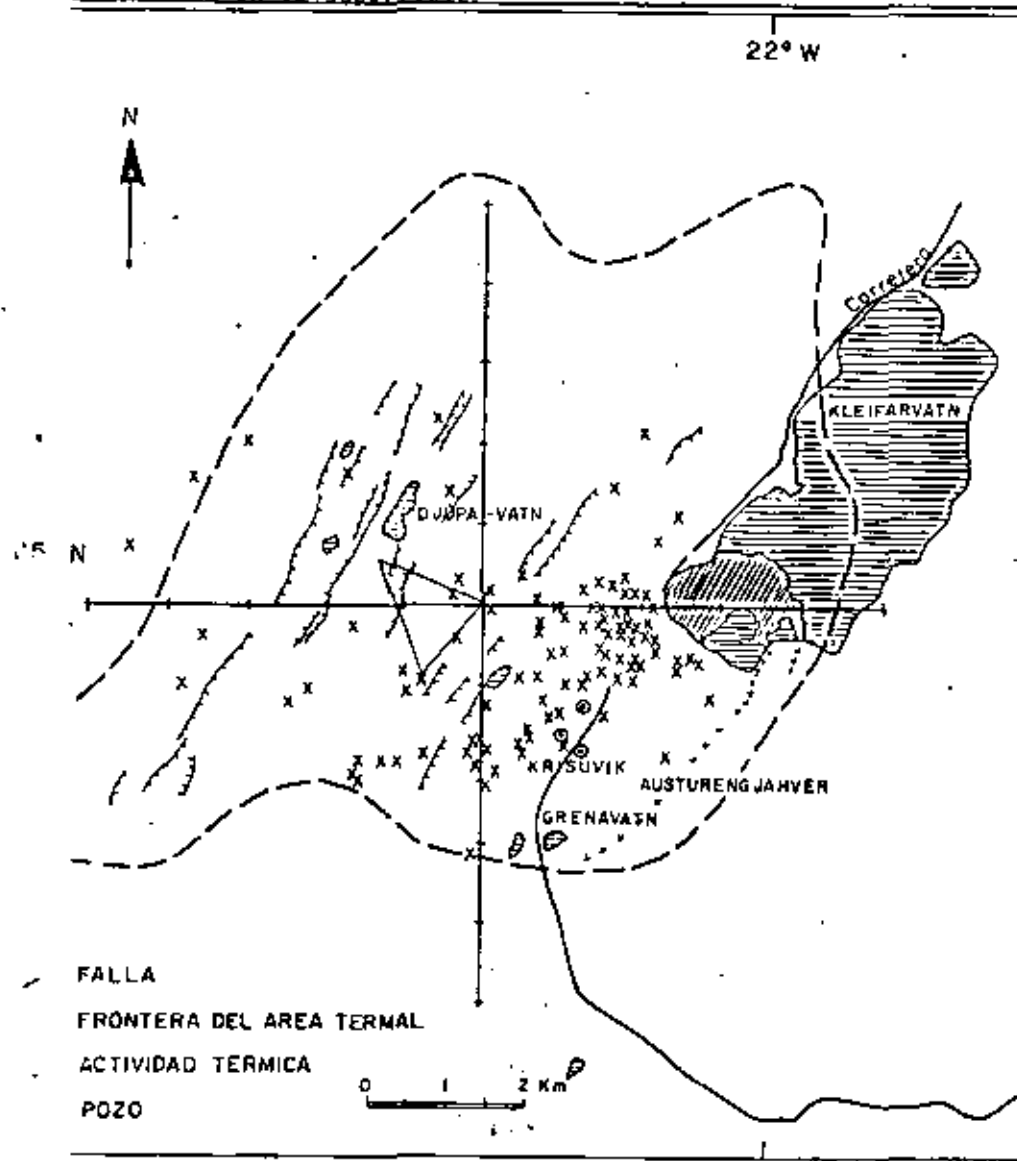 22° W
N
Carretera
KLEIFARVATN
DJUPA-VATN
N
KRISUVIK
AUSTURENGJAHVER
GRENAVATN
FALLA
FRONTERA DEL AREA TERMAL
ACTIVIDAD TERMICA
POZO
0 1 2 Km